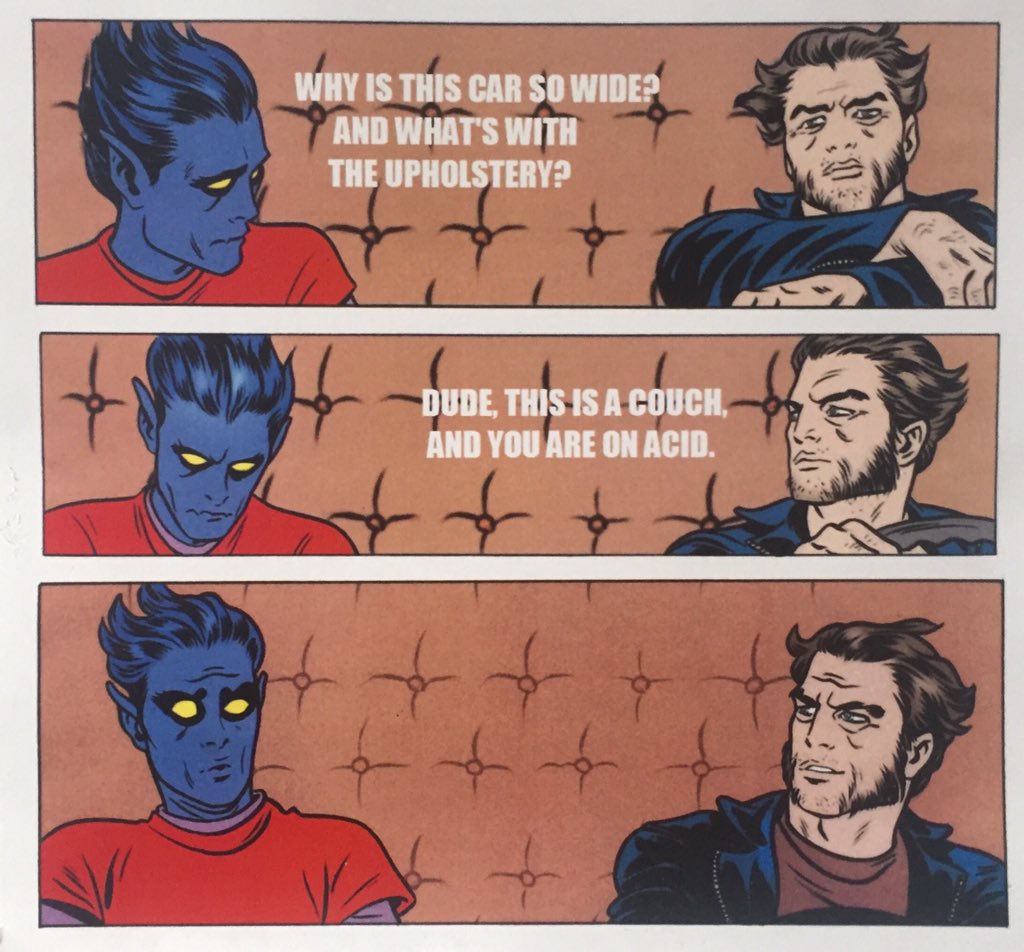 WHY IS THIS CAR SO WIDE?
AND WHAT'S WITH
THE UPHOLSTERY?
DUDE, THIS IS A COUCH,
AND YOU ARE ON ACID.